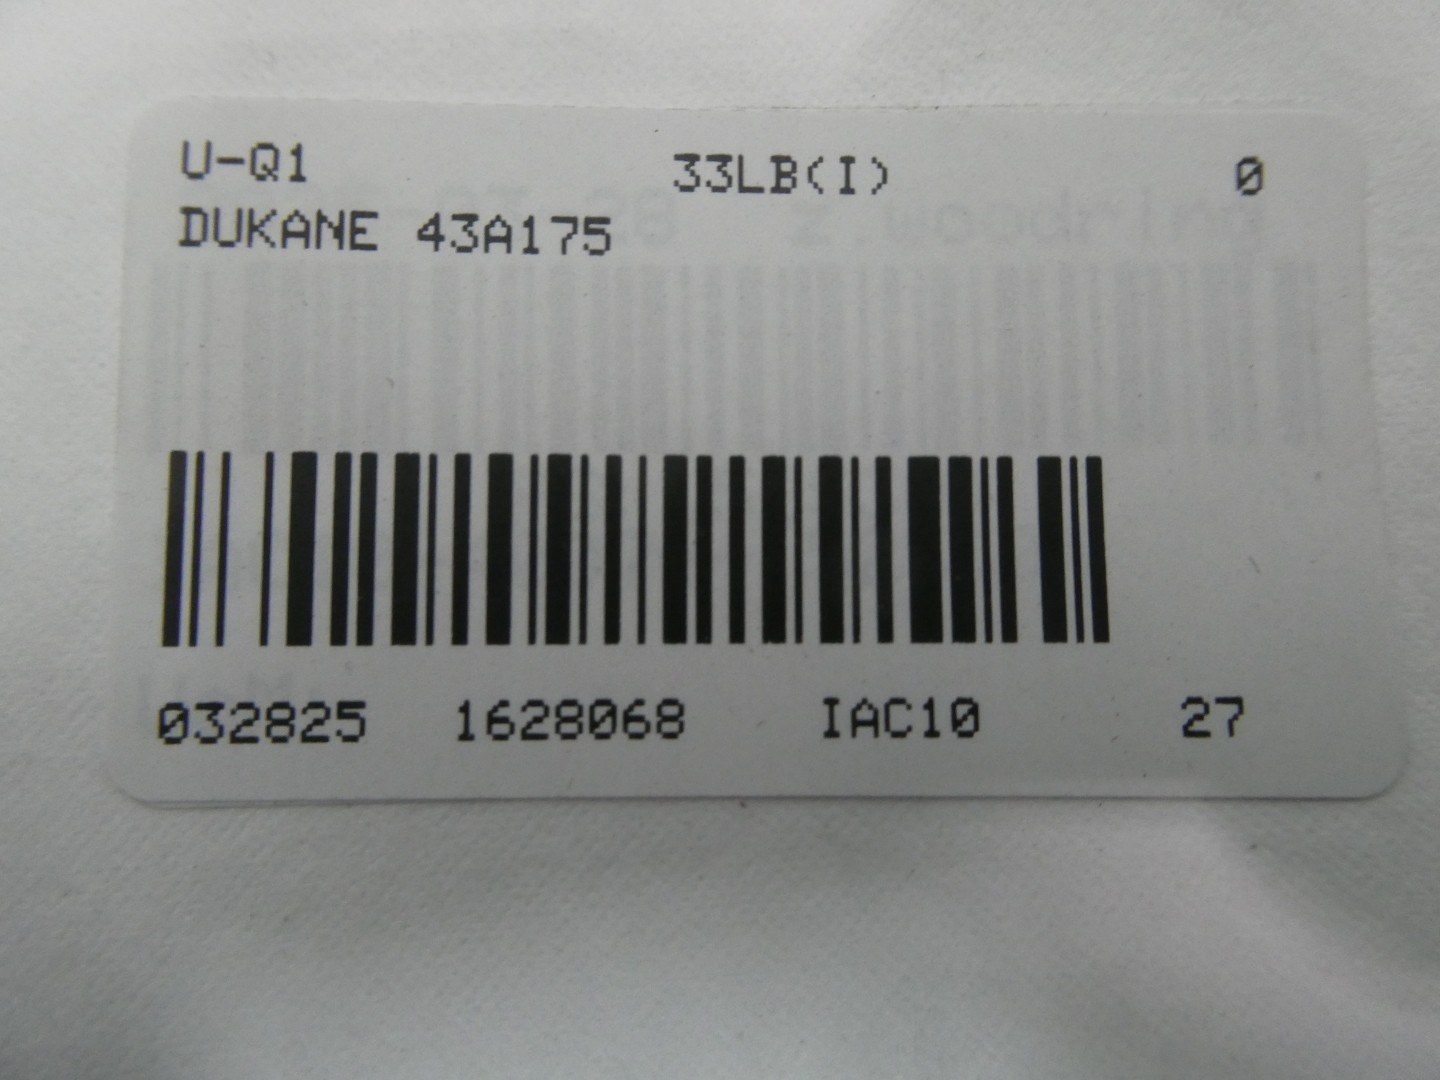 U-Q1 33LB(I) 0
DUKANE 43A175
032825 1628068 IAC10 27